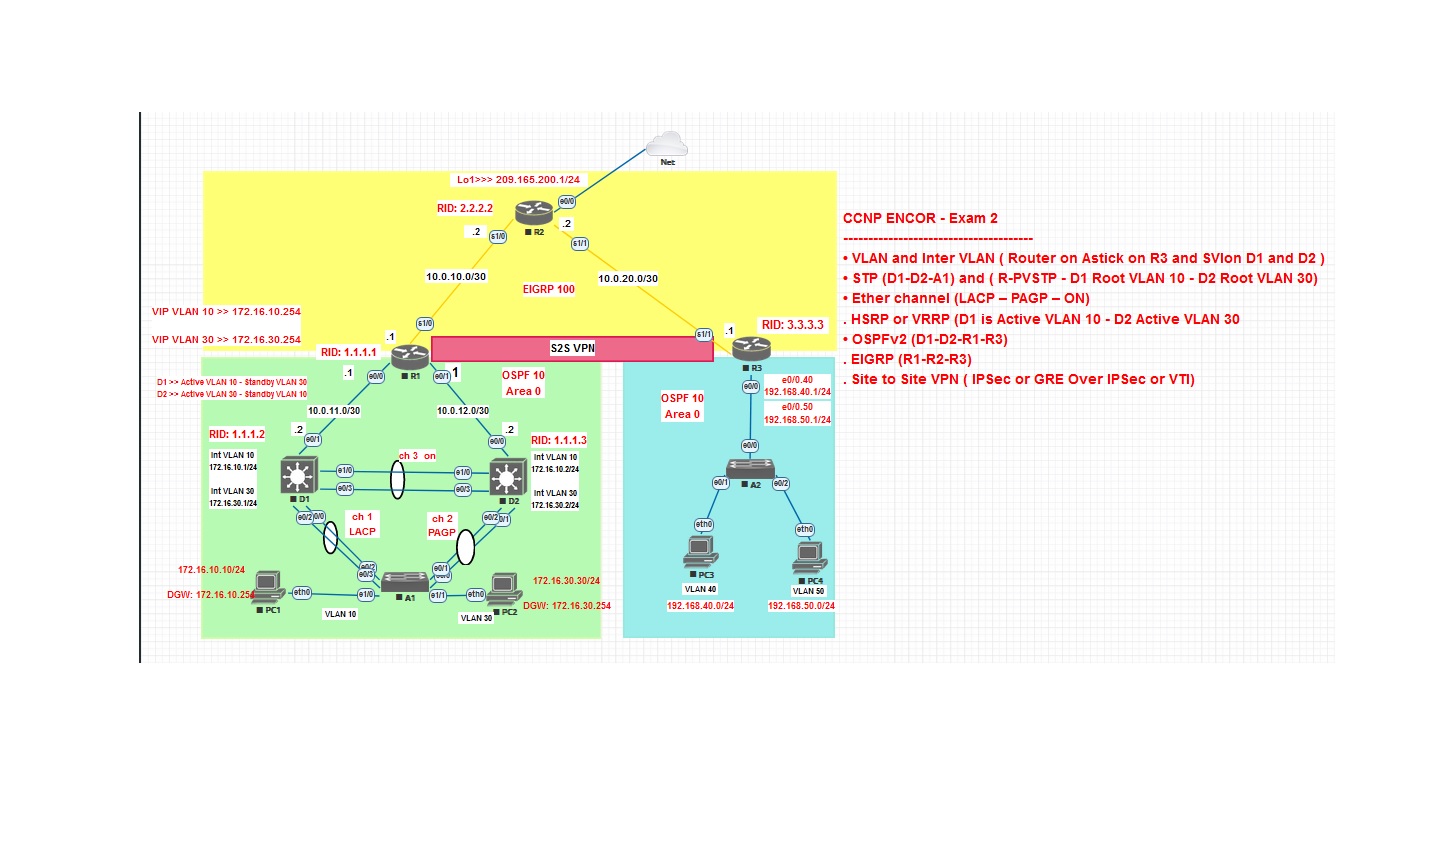 Net
Lo1>>> 209.165.200.1/24
e0/0
RID: 2.2.2.2
.2
R2
.2
s1/0
s1/1
10.0.10.0/30
10.0.20.0/30
EIGRP 100
VIP VLAN 10 >> 172.16.10.254
VIP VLAN 30 >> 172.16.30.254
s1/0
.1
s1/1
.1
RID: 3.3.3.3
RID: 1.1.1.1
S2S VPN
R1
R3
.1
e0/0
e0/1
1
OSPF 10
Area 0
D1 >> Active VLAN 10 - Standby VLAN 30
D2 >> Active VLAN 30 - Standby VLAN 10
10.0.11.0/30
10.0.12.0/30
OSPF 10
Area 0
e0/0
e0/0.40
192.168.40.1/24
e0/0.50
192.168.50.1/24
RID: 1.1.1.2
.2
e0/1
.2
e0/0
RID: 1.1.1.3
Int VLAN 10
172.16.10.1/24
Int VLAN 30
172.16.30.1/24
ch 3 on
e1/0
e1/0
e0/3
e0/3
Int VLAN 10
172.16.10.2/24
Int VLAN 30
172.16.30.2/24
D1
D2
e0/0
A2
e0/1
e0/2
e0/2
0/0
ch 1
LACP
ch 2
PAGP
e0/2
0/1
eth0
eth0
e0/2
e0/3
e0/1
172.16.10.10/24
DGW: 172.16.10.254
PC1
eth0
e1/0
A1
e1/1
eth0
PC2
VLAN 10
VLAN 30
172.16.30.30/24
DGW: 172.16.30.254
PC3
VLAN 40
192.168.40.0/24
PC4
VLAN 50
192.168.50.0/24
CCNP ENCOR - Exam 2
--------------------------------------
• VLAN and Inter VLAN ( Router on Astick on R3 and SVIon D1 and D2 )
• STP (D1-D2-A1) and ( R-PVSTP - D1 Root VLAN 10 - D2 Root VLAN 30)
• Ether channel (LACP – PAGP – ON)
. HSRP or VRRP (D1 is Active VLAN 10 - D2 Active VLAN 30
• OSPFv2 (D1-D2-R1-R3)
. EIGRP (R1-R2-R3)
. Site to Site VPN ( IPSec or GRE Over IPSec or VTI)